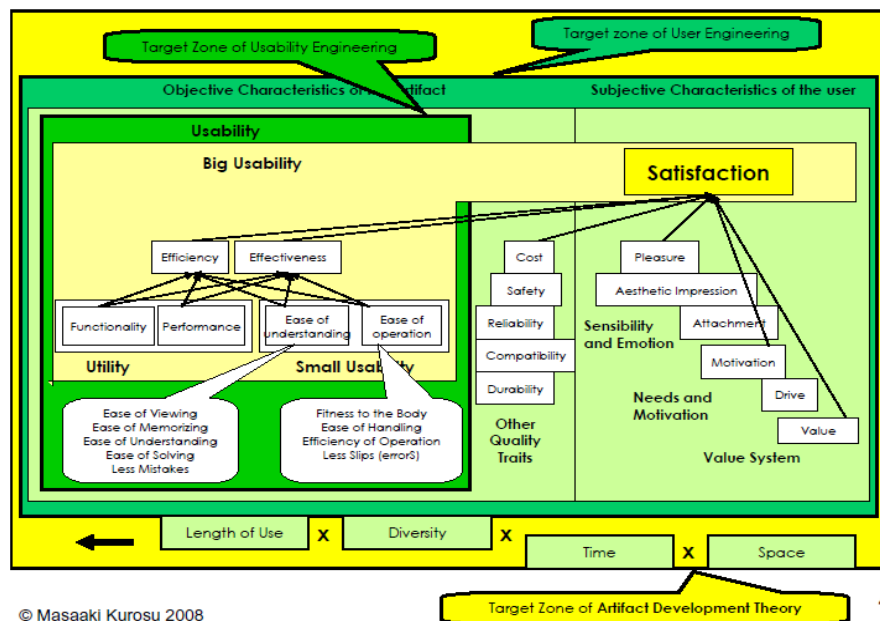 Target Zone of Usability Engineering
Target zone of User Engineering
Objective Characteristics of artifact
Subjective Characteristics of the user
Usability
Big Usability
Satisfaction
Efficiency
Effectiveness
Cost
Pleasure
Safety
Aesthetic Impression
Functionality
Performance
Ease of
understanding
Ease of
operation
Reliability
Sensibility
and Emotion
Attachment
Compatibility
Motivation
Utility
Small Usability
Durability
Needs and
Motivation
Drive
Ease of Viewing
Ease of Memorizing
Ease of Understanding
Ease of Solving
Less Mistakes
Fitness to the Body
Ease of Handling
Efficiency of Operation
Less Slips (errorS)
Other
Quality
Traits
Value
Value System
Length of Use X Diversity X
Time X Space
Target Zone of Artifact Development Theory
© Masaaki Kurosu 2008